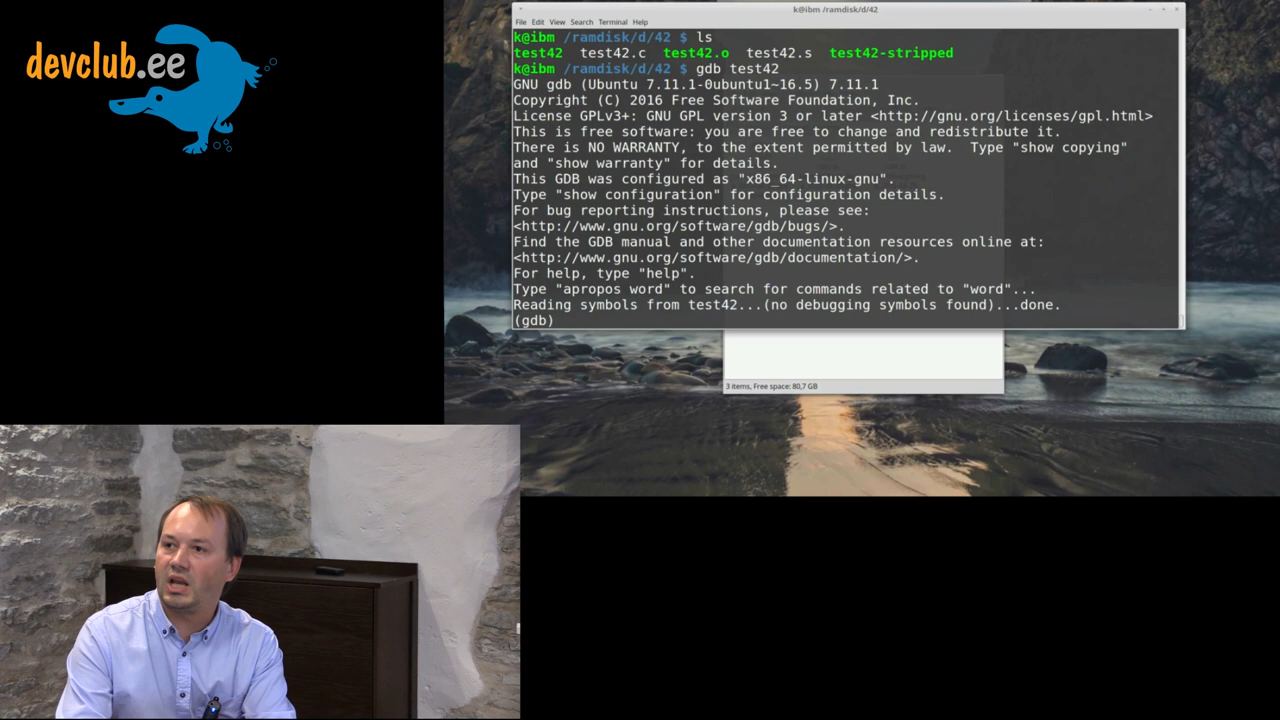 devclub.ee
k@ibm /ramdisk/d/42
File Edit View Search Terminal Help
k@ibm /ramdisk/d/42 $ ls
test42 test42.c test42.o test42.s test42-stripped
k@ibm /ramdisk/d/42 $ gdb test42
GNU gdb (Ubuntu 7.11.1-0ubuntu1~16.5) 7.11.1
Copyright (C) 2016 Free Software Foundation, Inc.
License GPLv3+: GNU GPL version 3 or later <http://gnu.org/licenses/gpl.html>
This is free software: you are free to change and redistribute it.
There is NO WARRANTY, to the extent permitted by law.  Type "show copying"
and "show warranty" for details.
This GDB was configured as "x86_64-linux-gnu".
Type "show configuration" for configuration details.
For bug reporting instructions, please see:
<http://www.gnu.org/software/gdb/bugs/>.
Find the GDB manual and other documentation resources online at:
<http://www.gnu.org/software/gdb/documentation/>.
For help, type "help".
Type "apropos word" to search for commands related to "word"...
Reading symbols from test42...(no debugging symbols found)...done.
(gdb)
3 items, Free space: 80,7 GB